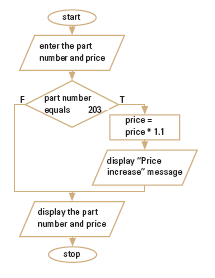 start
enter the part
number and price
part number
equals 203
F
T
price =
price * 1.1
display "Price
increase" message
display the part
number and price
stop